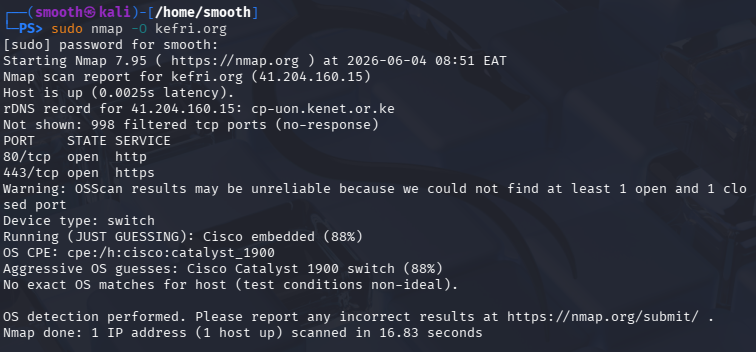 ┌──(smooth㉿kali)-[/home/smooth]
└─PS> sudo nmap -O kefri.org
[sudo] password for smooth:
Starting Nmap 7.95 ( https://nmap.org ) at 2026-06-04 08:51 EAT
Nmap scan report for kefri.org (41.204.160.15)
Host is up (0.0025s latency).
rDNS record for 41.204.160.15: cp-uon.kenet.or.ke
Not shown: 998 filtered tcp ports (no-response)
PORT    STATE SERVICE
80/tcp  open  http
443/tcp open  https
Warning: OSScan results may be unreliable because we could not find at least 1 open and 1 clo
sed port
Device type: switch
Running (JUST GUESSING): Cisco embedded (88%)
OS CPE: cpe:/h:cisco:catalyst_1900
Aggressive OS guesses: Cisco Catalyst 1900 switch (88%)
No exact OS matches for host (test conditions non-ideal).

OS detection performed. Please report any incorrect results at https://nmap.org/submit/ .
Nmap done: 1 IP address (1 host up) scanned in 16.83 seconds